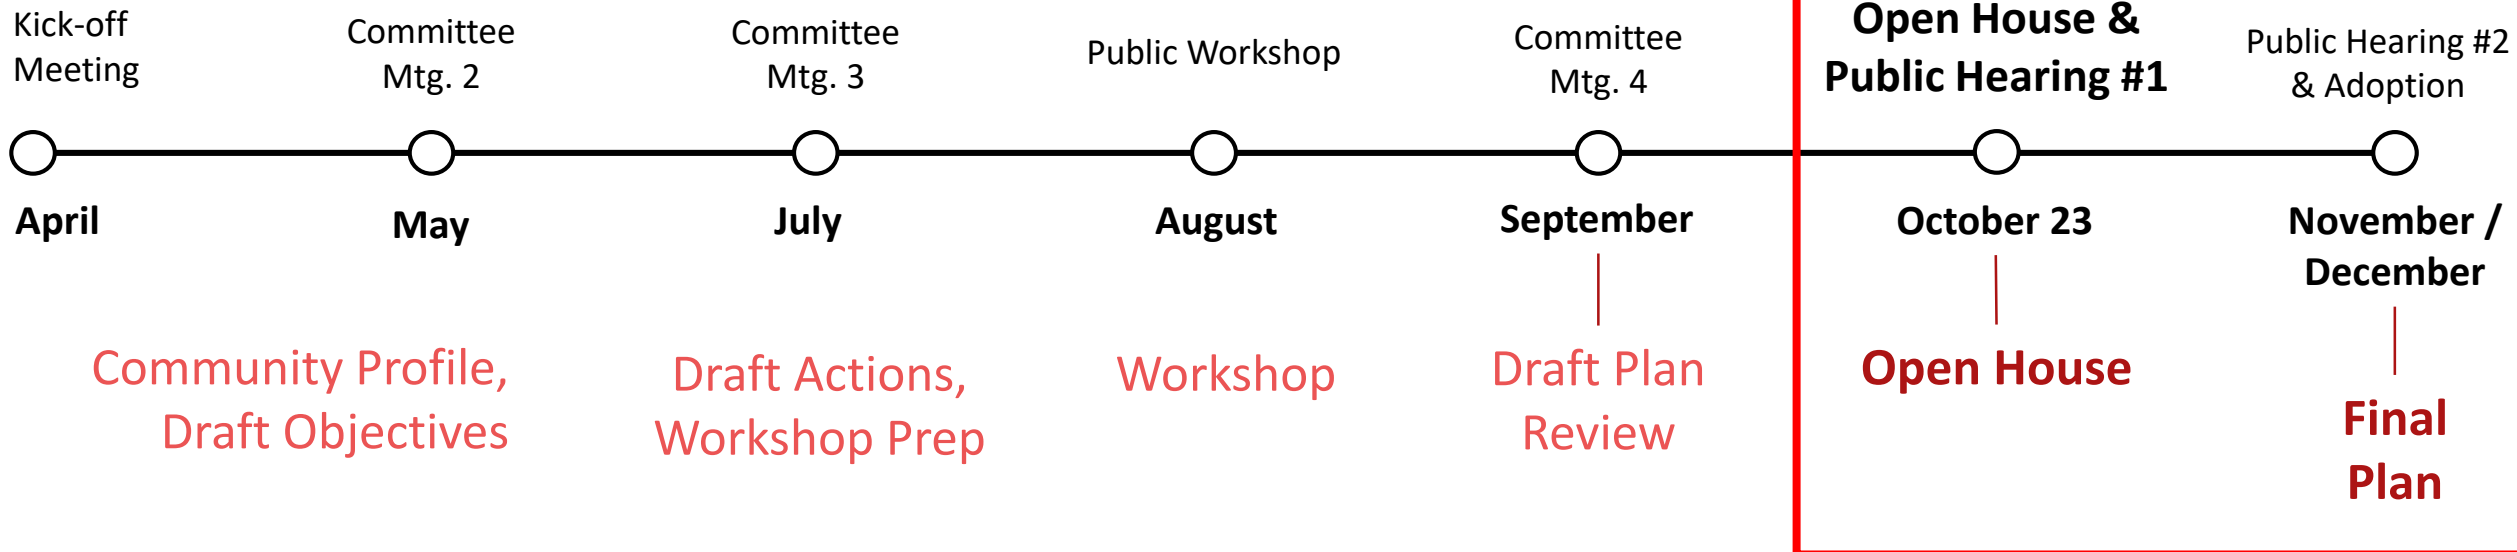 Kick-off
Meeting
Committee
Mtg. 2
Committee
Mtg. 3
Public Workshop
Committee
Mtg. 4
Open House &
Public Hearing #1
Public Hearing #2
& Adoption
April
May
July
August
September
October 23
November /
December
Community Profile,
Draft Objectives
Draft Actions,
Workshop Prep
Workshop
Draft Plan
Review
Open House
Final
Plan